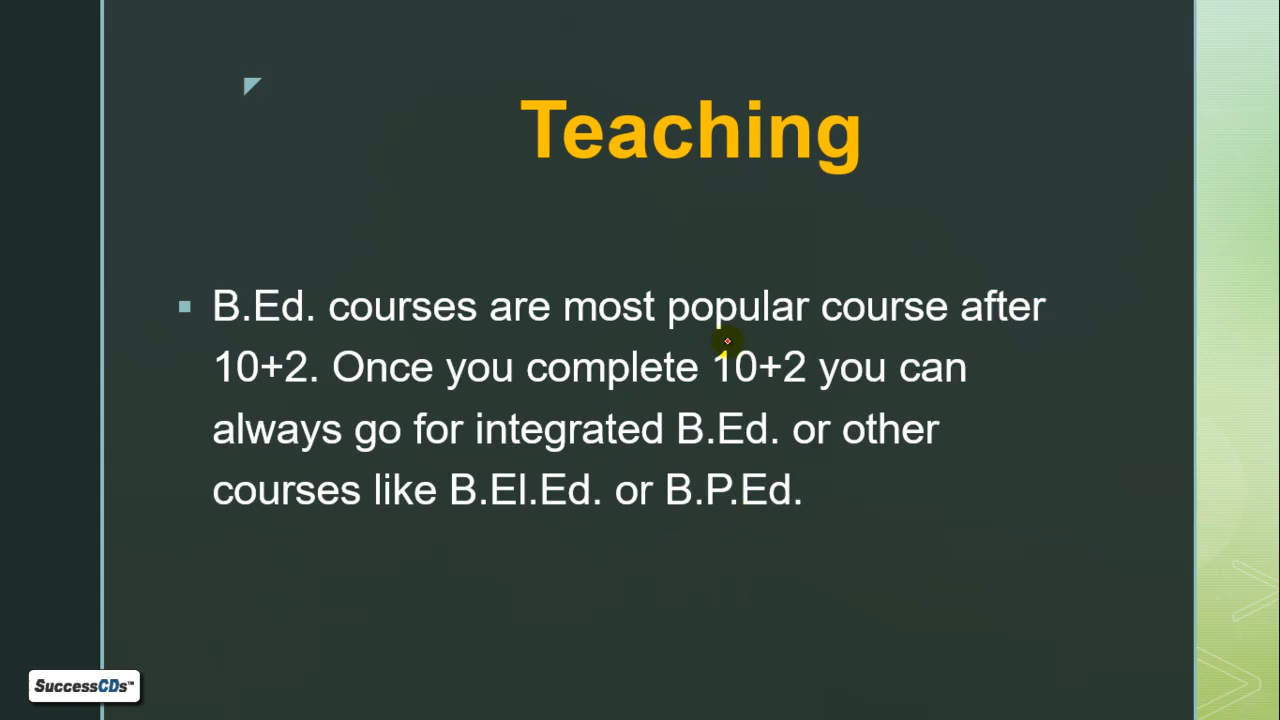 Teaching
B.Ed. courses are most popular course after
10+2. Once you complete 10+2 you can
always go for integrated B.Ed. or other
courses like B.El.Ed. or B.P.Ed.
SuccessCDs™